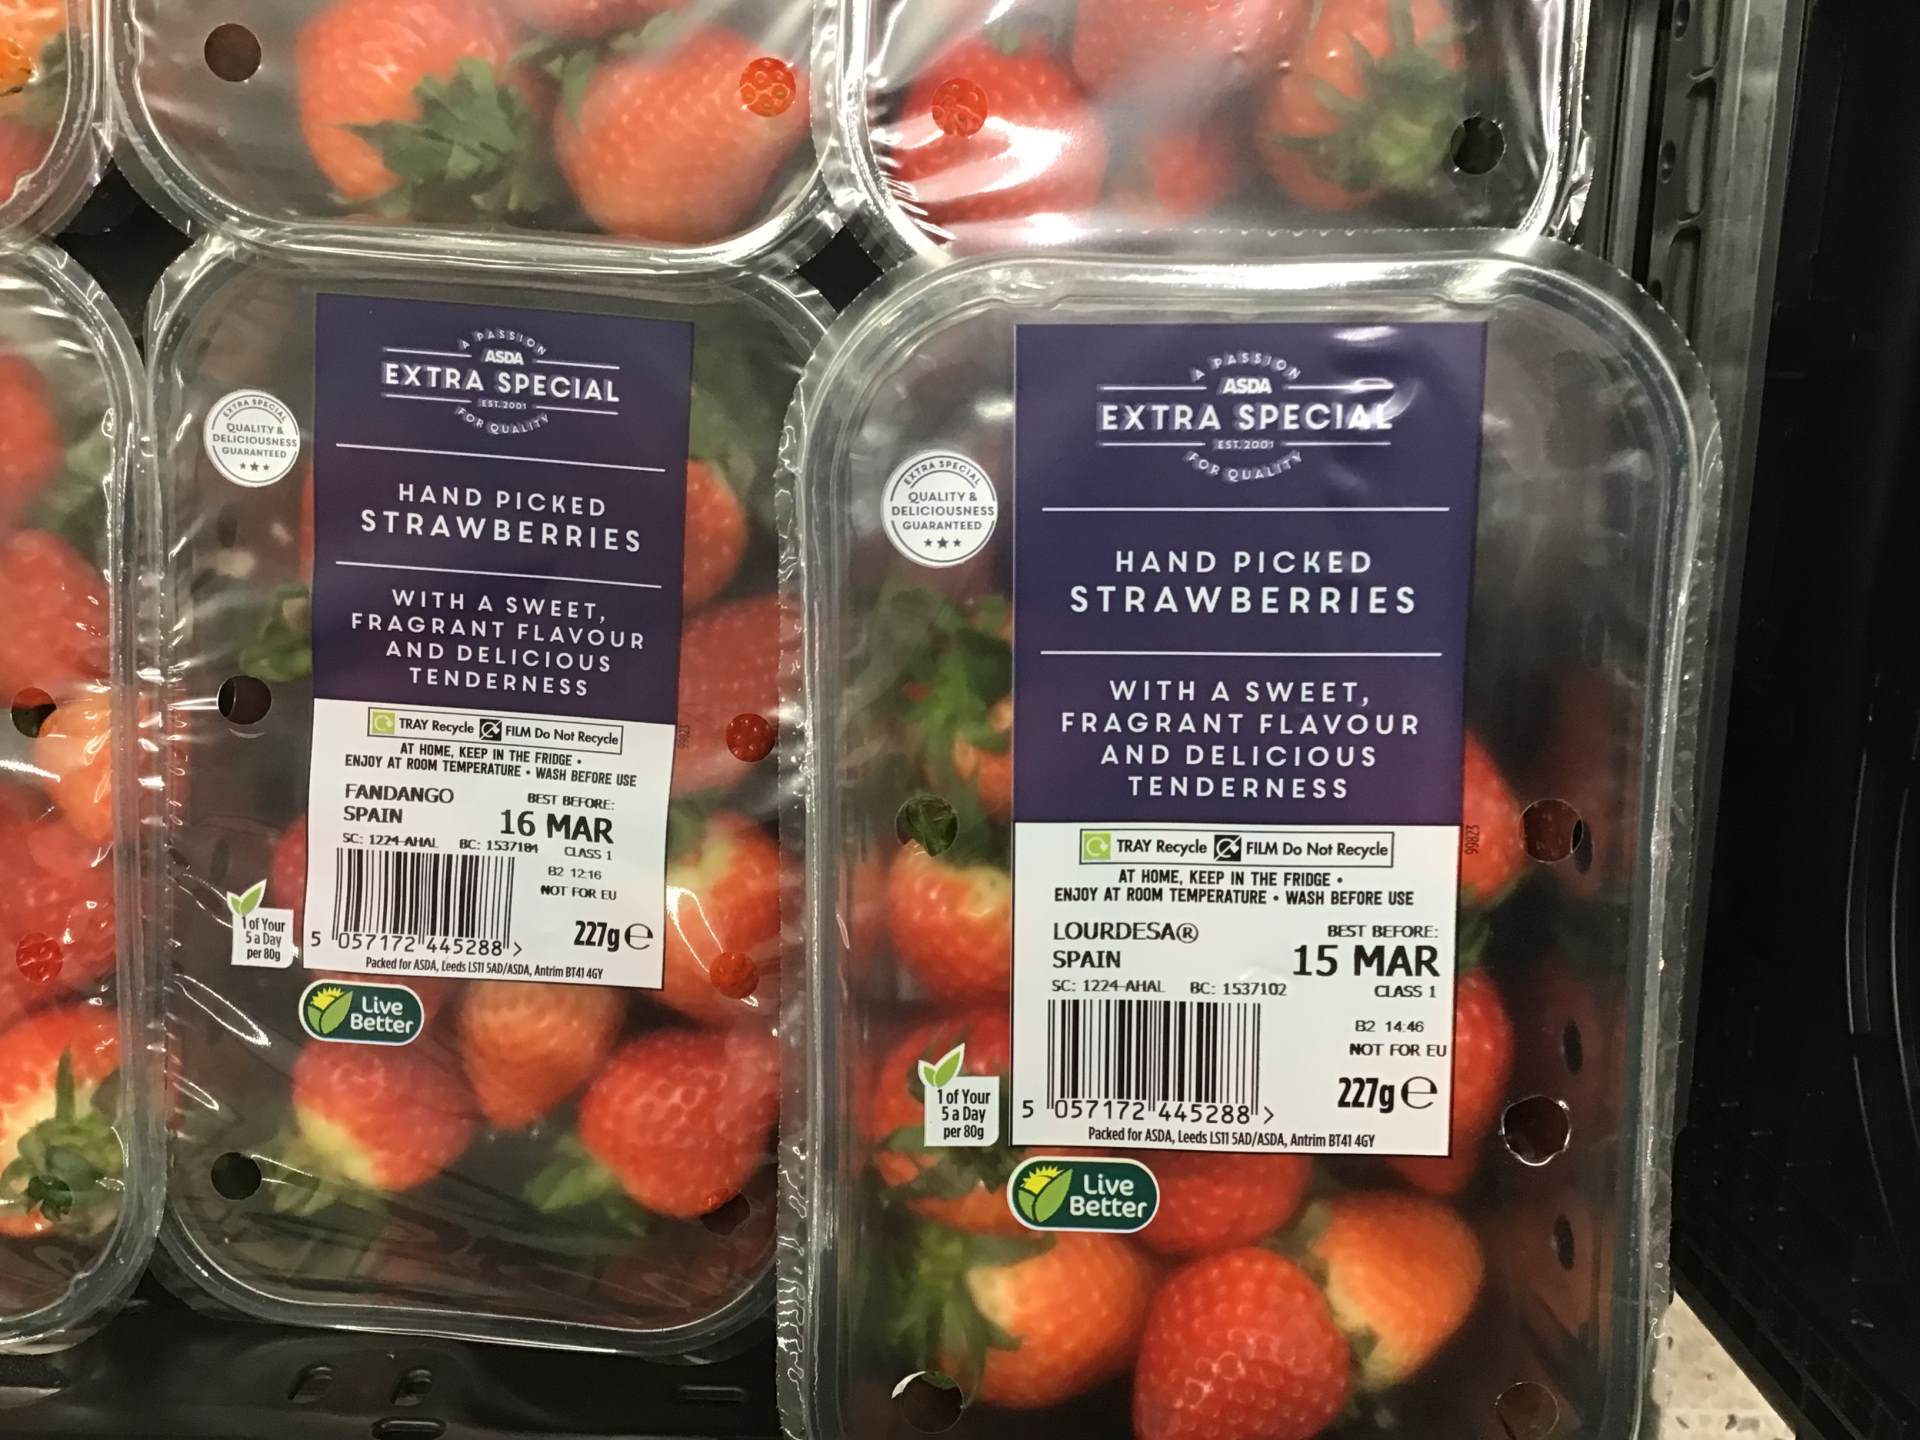 A PASSION
ASDA
EXTRA SPECIAL
EST.2001
FOR QUALITY
EXTRA SPECIAL
QUALITY &
DELICIOUSNESS
GUARANTEED
HAND PICKED
STRAWBERRIES
WITH A SWEET,
FRAGRANT FLAVOUR
AND DELICIOUS
TENDERNESS
TRAY Recycle FILM Do Not Recycle
AT HOME, KEEP IN THE FRIDGE •
ENJOY AT ROOM TEMPERATURE • WASH BEFORE USE
FANDANGO
SPAIN
BEST BEFORE:
16 MAR
SC: 1224-AHAL BC: 1537184
CLASS 1
B2 12:16
NOT FOR EU
5 057172 445288 >
227g e
Packed for ASDA, Leeds LS11 5AD/ASDA, Antrim BT41 4GY
1 of Your
5 a Day
per 80g
Live
Better
A PASSION
ASDA
EXTRA SPECIAL
EST.2001
FOR QUALITY
EXTRA SPECIAL
QUALITY &
DELICIOUSNESS
GUARANTEED
HAND PICKED
STRAWBERRIES
WITH A SWEET,
FRAGRANT FLAVOUR
AND DELICIOUS
TENDERNESS
99823
TRAY Recycle FILM Do Not Recycle
AT HOME, KEEP IN THE FRIDGE •
ENJOY AT ROOM TEMPERATURE • WASH BEFORE USE
LOURDESA®
SPAIN
BEST BEFORE:
15 MAR
SC: 1224-AHAL BC: 1537102
CLASS 1
B2 14:46
NOT FOR EU
5 057172 445288 >
227g e
Packed for ASDA, Leeds LS11 5AD/ASDA, Antrim BT41 4GY
1 of Your
5 a Day
per 80g
Live
Better